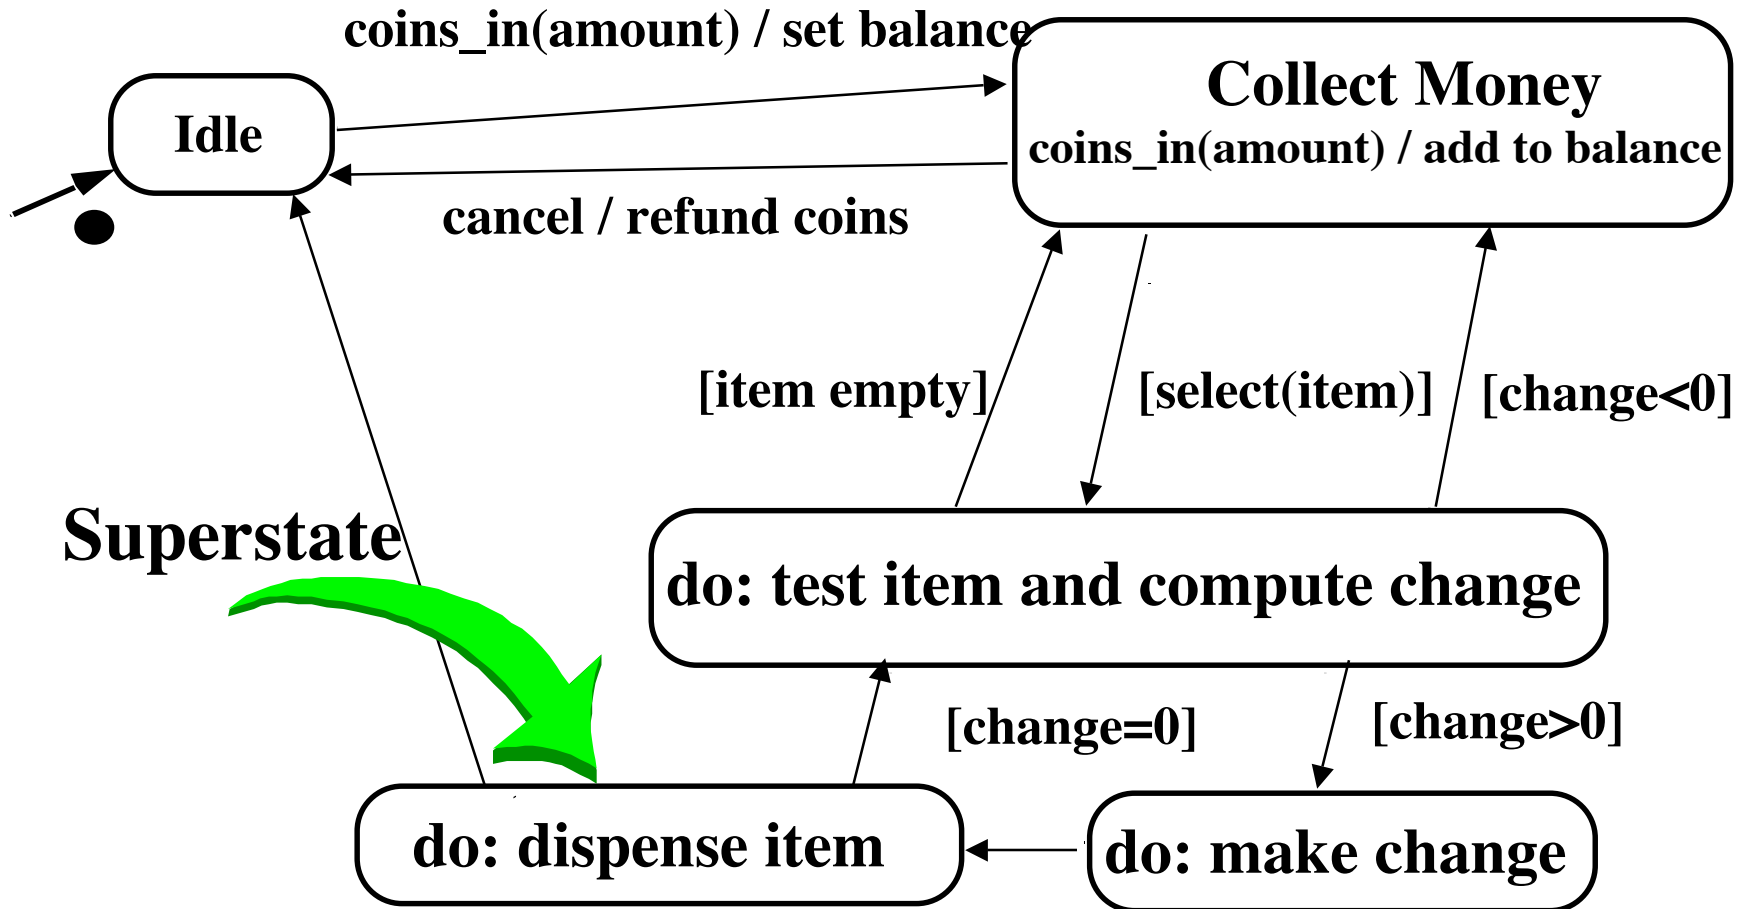 coins_in(amount) / set balance
Collect Money
Idle
coins_in(amount) / add to balance
cancel / refund coins
[item empty]
[select(item)]
[change<0]
Superstate
do: test item and compute change
[change=0]
[change>0]
do: dispense item
do: make change